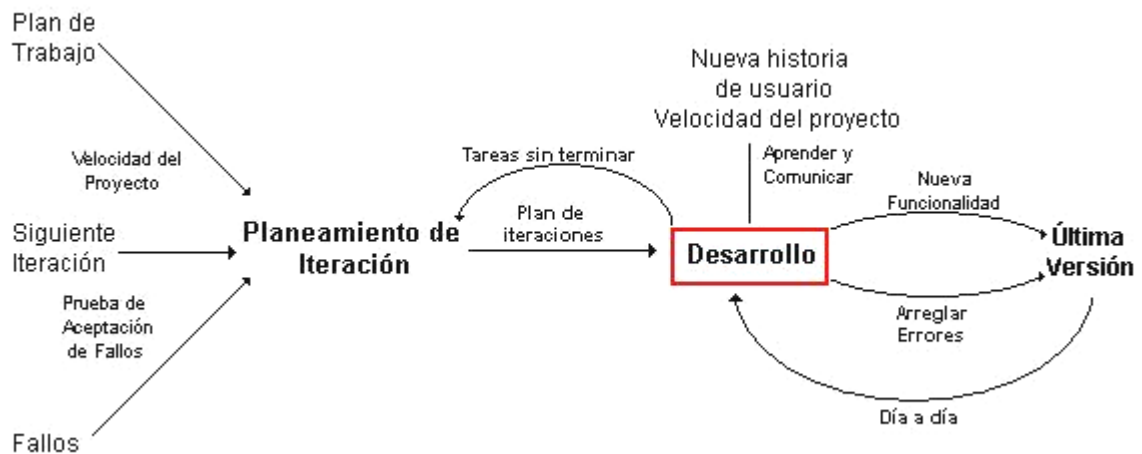 Plan de
Trabajo
Nueva historia
de usuario
Velocidad del proyecto
Velocidad del
Proyecto
Tareas sin terminar
Aprender y
Comunicar
Nueva
Funcionalidad
Siguiente
Iteración
Planeamiento de
Iteración
Plan de
iteraciones
Desarrollo
Última
Versión
Prueba de
Aceptación
de Fallos
Arreglar
Errores
Día a día
Fallos